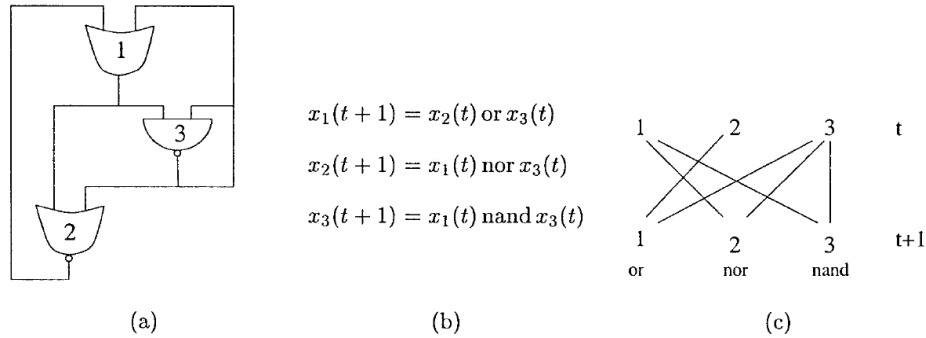 1
3
2
(a)
x₁(t + 1) = x₂(t) or x₃(t)
x₂(t + 1) = x₁(t) nor x₃(t)
x₃(t + 1) = x₁(t) nand x₃(t)
(b)
1 2 3 t
1 2 3 t+1
or nor nand
(c)